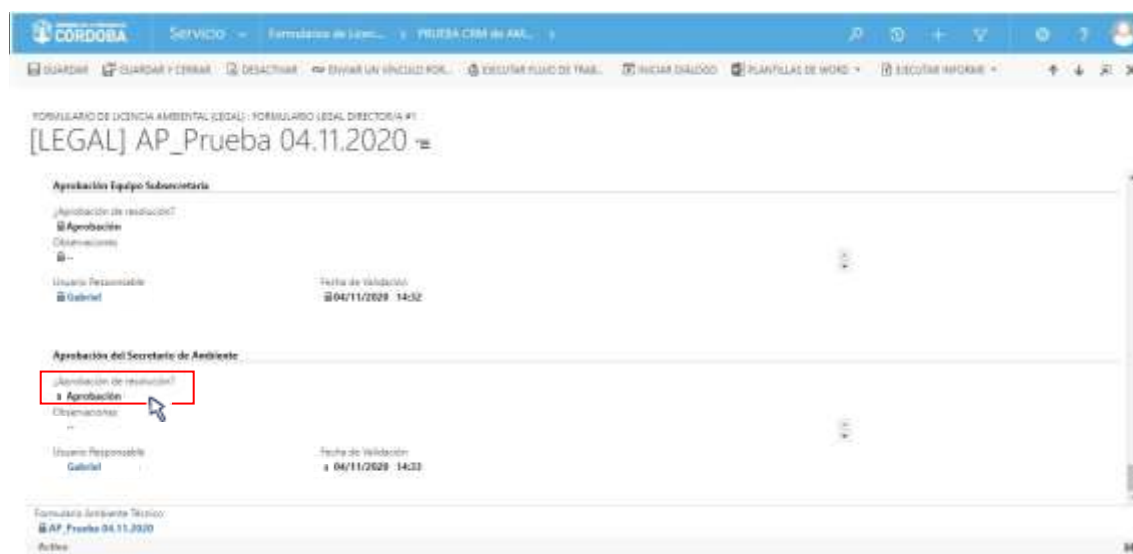 CÓRDOBA Servicio Formularios de Licen... PRUEBA CRM de AM...
GUARDAR GUARDAR Y CERRAR DESACTIVAR ENVIAR UN VÍNCULO POR... EJECUTAR FLUJO DE TRAB... INICIAR DIÁLOGO PLANTILLAS DE WORD EJECUTAR INFORME
FORMULARIO DE LICENCIA AMBIENTAL (LEGAL) : FORMULARIO LEGAL DIRECTOR/A #1
[LEGAL] AP_Prueba 04.11.2020
Aprobación Equipo Subsecretaria
¿Aprobación de resolución?
Aprobación
Observaciones
--
Usuario Responsable Fecha de Validación
Gabriel 04/11/2020 14:32
Aprobación del Secretario de Ambiente
¿Aprobación de resolución?
Aprobación
Observaciones
--
Usuario Responsable Fecha de Validación
Gabriel 04/11/2020 14:33
Formulario Ambiente Técnico
AP_Prueba 04.11.2020
Activo